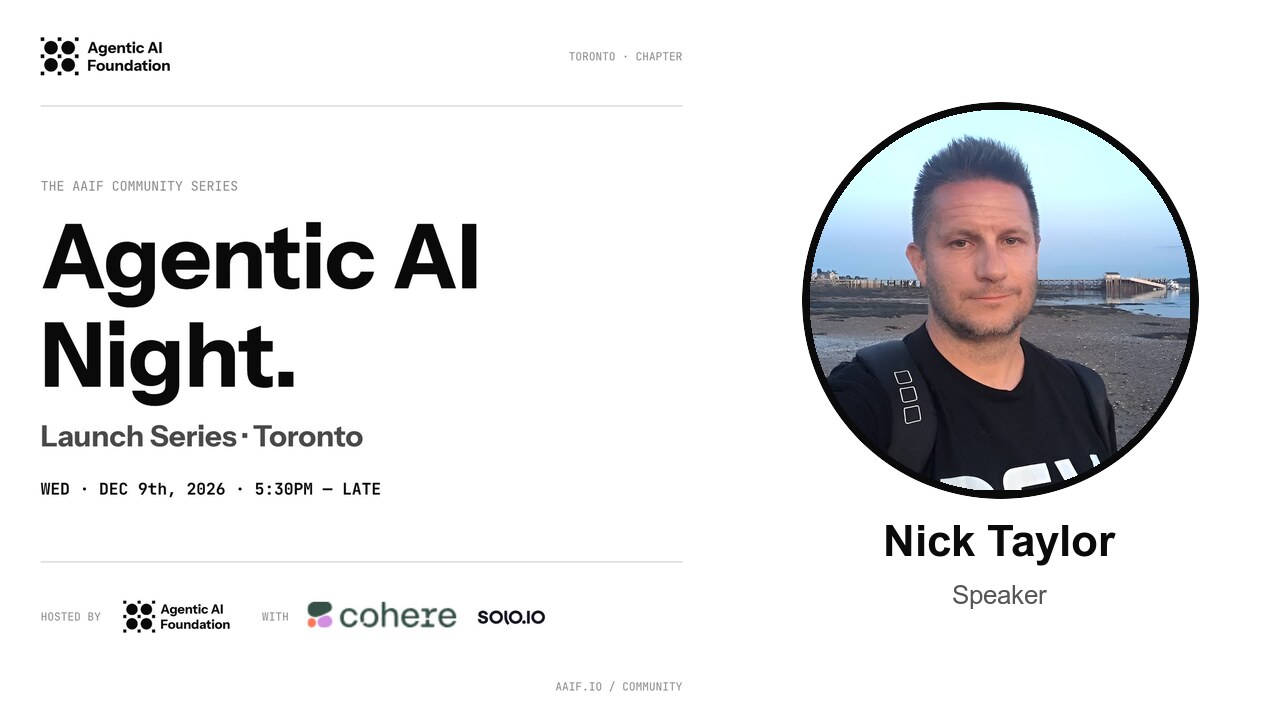 Agentic AI
Foundation
TORONTO · CHAPTER
THE AAIF COMMUNITY SERIES
Agentic AI
Night.
Launch Series · Toronto
WED · DEC 9th, 2026 · 5:30PM — LATE
HOSTED BY
Agentic AI
Foundation
WITH
cohere
SOLO.IO
AAIF.IO / COMMUNITY
Nick Taylor
Speaker